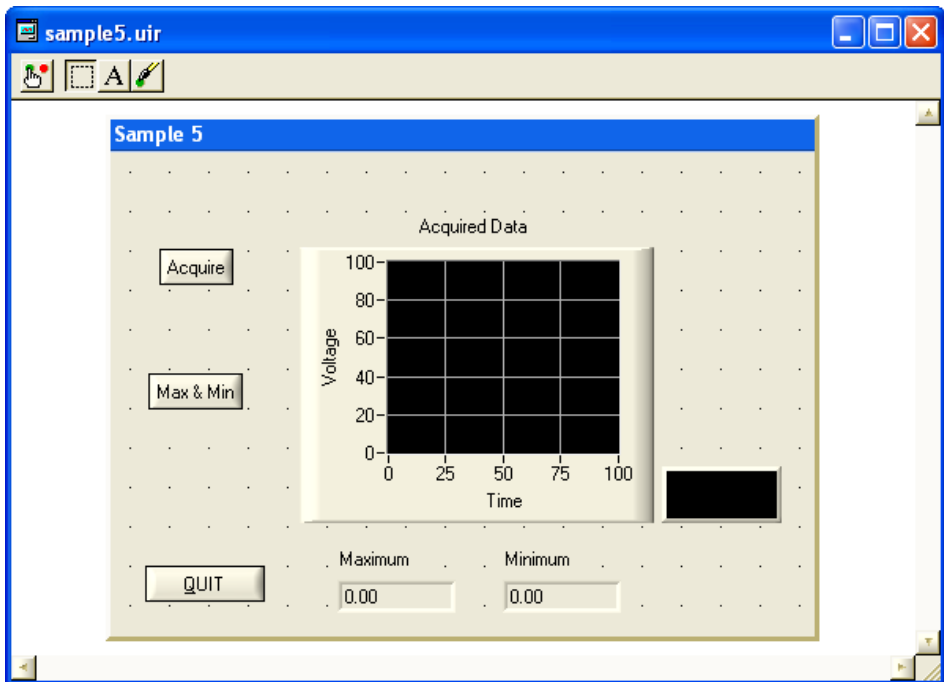 sample5.uir
A
Sample 5
Acquired Data
Acquire
100
80
60
40
20
0
Voltage
0 25 50 75 100
Time
Max & Min
Maximum Minimum
QUIT
0.00 0.00